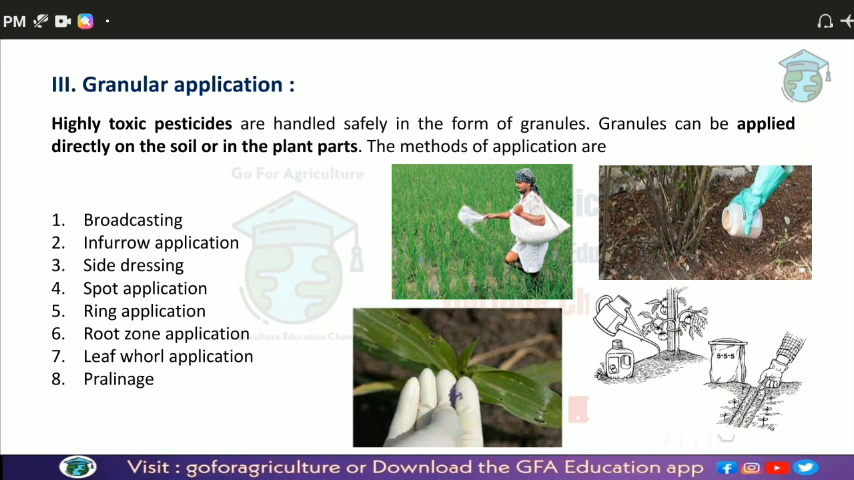 PM
III. Granular application :
Highly toxic pesticides are handled safely in the form of granules. Granules can be applied
directly on the soil or in the plant parts. The methods of application are
Go For Agriculture
1. Broadcasting
2. Infurrow application
3. Side dressing
4. Spot application
5. Ring application
6. Root zone application
7. Leaf whorl application
8. Pralinage
5-5-5
Visit : goforagriculture or Download the GFA Education app